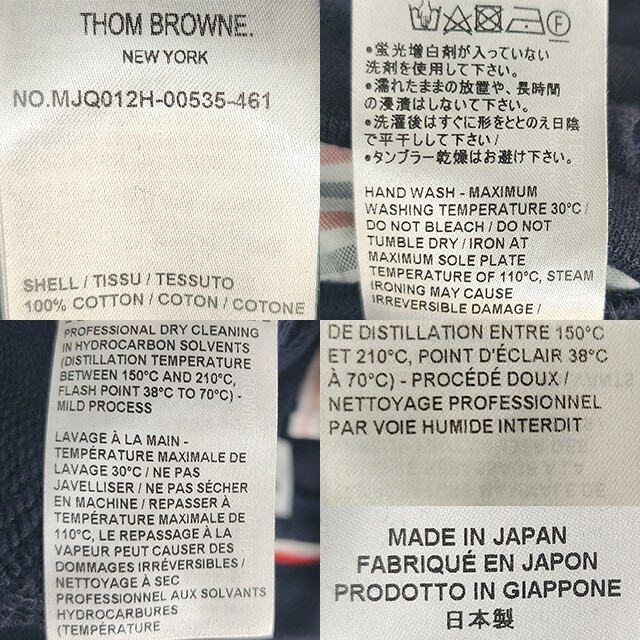 THOM BROWNE.
NEW YORK
NO.MJQ012H-00535-461
SHELL / TISSU / TESSUTO
100% COTTON / COTON / COTONE
●蛍光増白剤が入っていない
洗剤を使用して下さい。
●濡れたままの放置や、長時間
の浸漬はしないで下さい。
●洗濯後はすぐに形をととのえ日陰
で平干しして下さい/
●タンブラー乾燥はお避け下さい。
HAND WASH - MAXIMUM
WASHING TEMPERATURE 30°C /
DO NOT BLEACH / DO NOT
TUMBLE DRY / IRON AT
MAXIMUM SOLE PLATE
TEMPERATURE OF 110°C, STEAM
IRONING MAY CAUSE
IRREVERSIBLE DAMAGE /
PROFESSIONAL DRY CLEANING
IN HYDROCARBON SOLVENTS
(DISTILLATION TEMPERATURE
BETWEEN 150°C AND 210°C,
FLASH POINT 38°C TO 70°C) -
MILD PROCESS
LAVAGE À LA MAIN -
TEMPÉRATURE MAXIMALE DE
LAVAGE 30°C / NE PAS
JAVELLISER / NE PAS SÉCHER
EN MACHINE / REPASSER À
TEMPÉRATURE MAXIMALE DE
110°C, LE REPASSAGE À LA
VAPEUR PEUT CAUSER DES
DOMMAGES IRRÉVERSIBLES /
NETTOYAGE À SEC
PROFESSIONNEL AUX SOLVANTS
HYDROCARBURES
(TEMPÉRATURE
DE DISTILLATION ENTRE 150°C
ET 210°C, POINT D'ÉCLAIR 38°C
À 70°C) - PROCÉDÉ DOUX /
NETTOYAGE PROFESSIONNEL
PAR VOIE HUMIDE INTERDIT
MADE IN JAPAN
FABRIQUÉ EN JAPON
PRODOTTO IN GIAPPONE
日本製